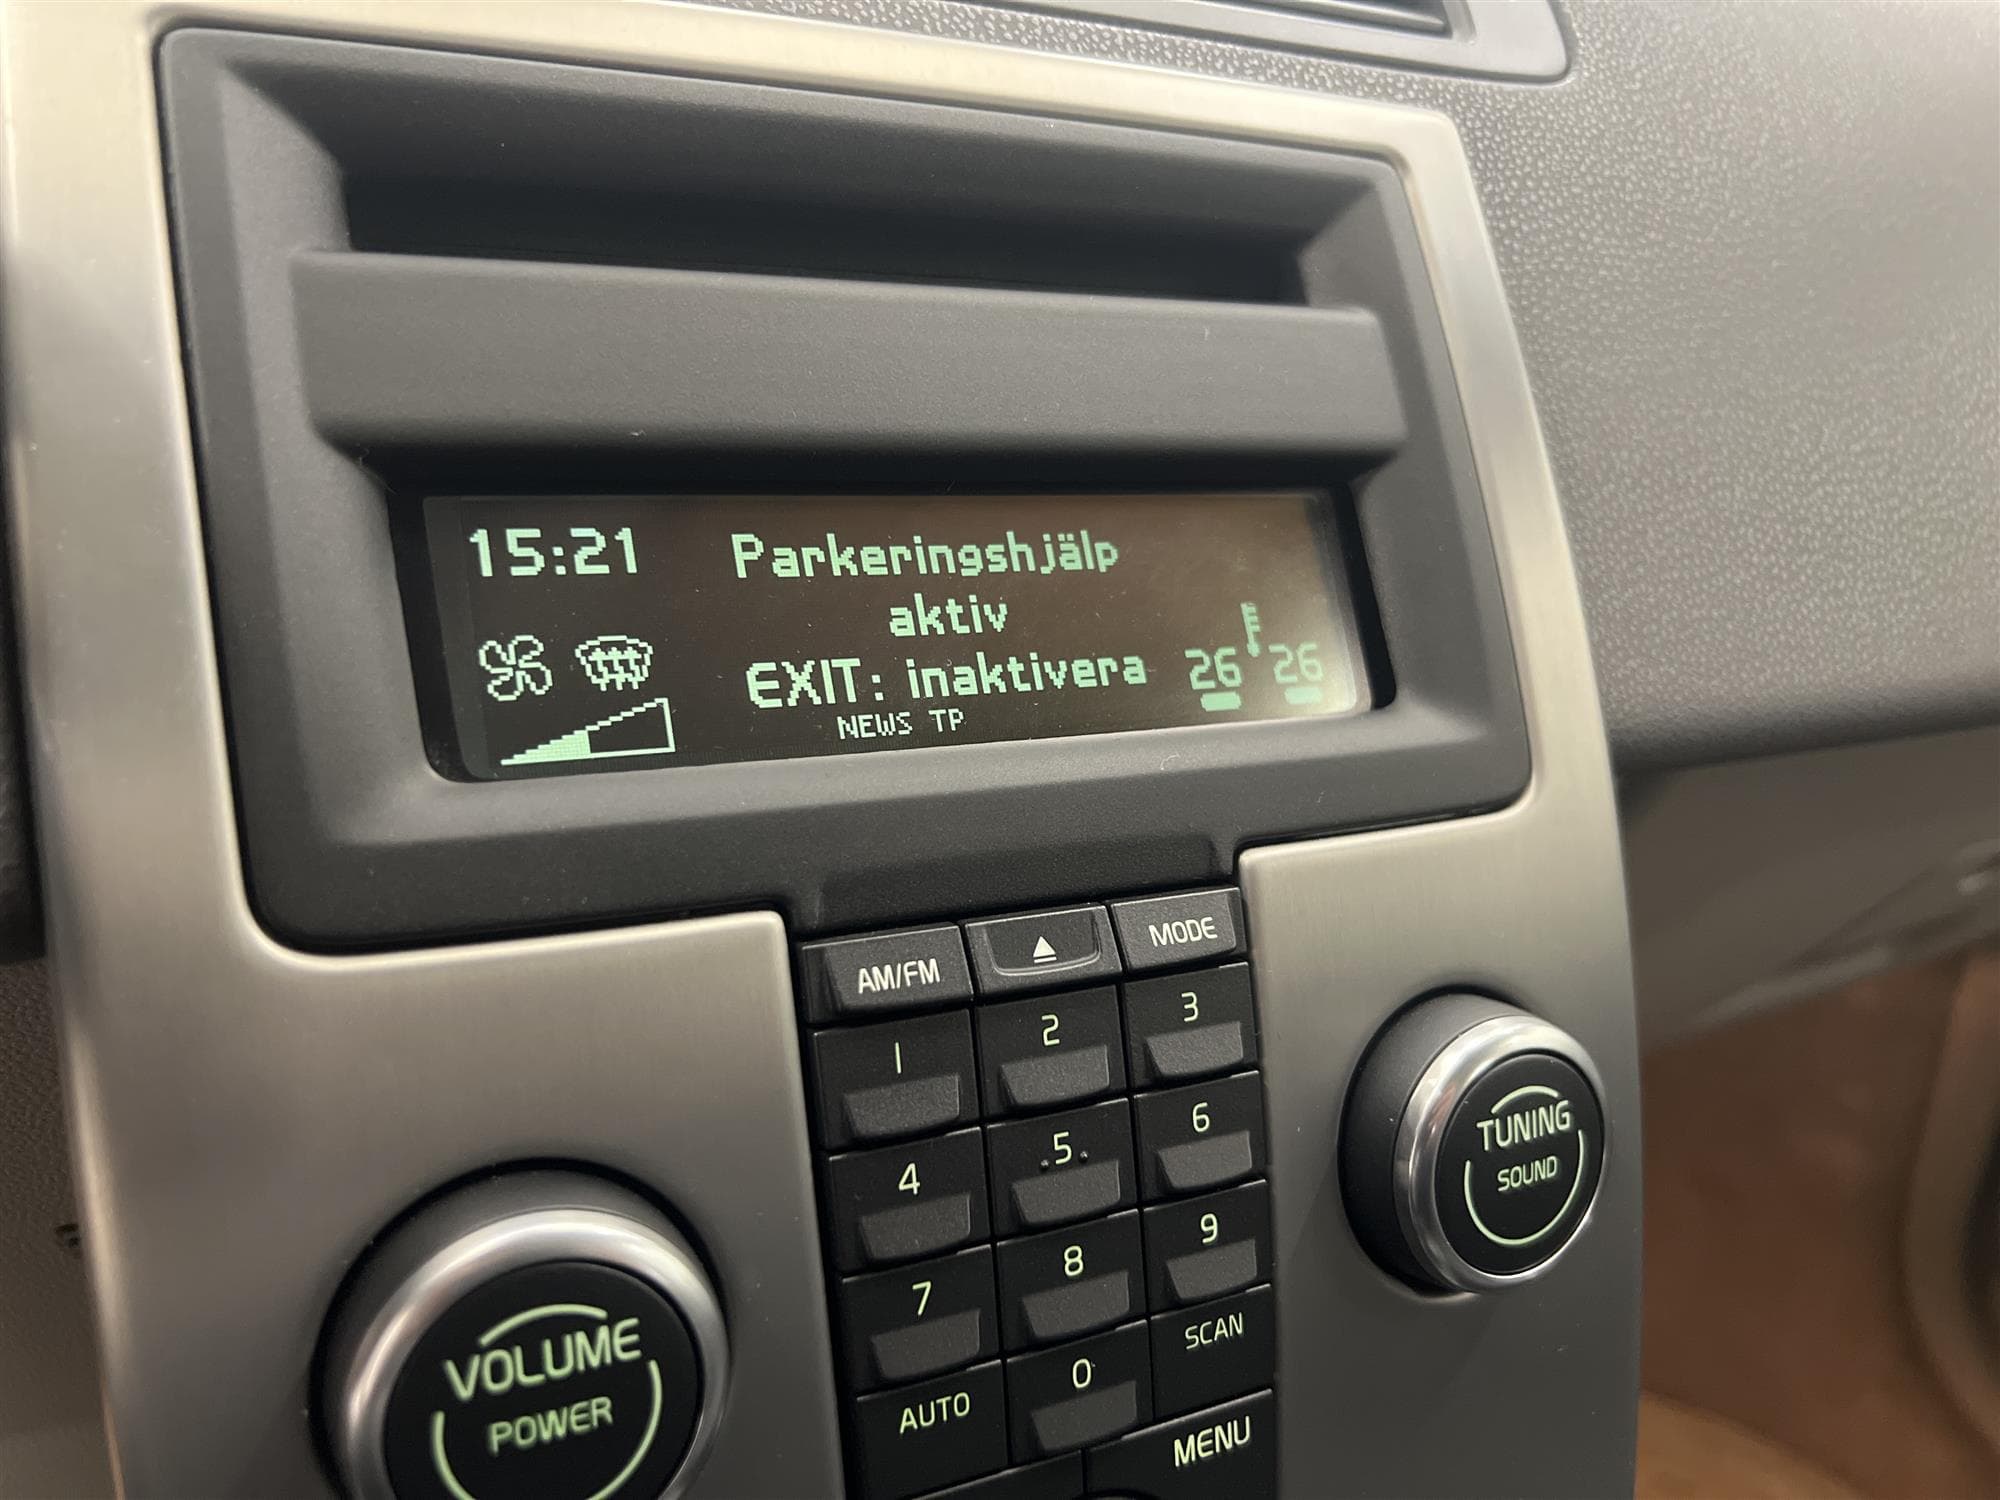 15:21 Parkeringshjälp
aktiv
EXIT: inaktivera 26 26
NEWS TP
AM/FM MODE
1 2 3
4 5 6
7 8 9
AUTO 0 SCAN
MENU
VOLUME
POWER
TUNING
SOUND